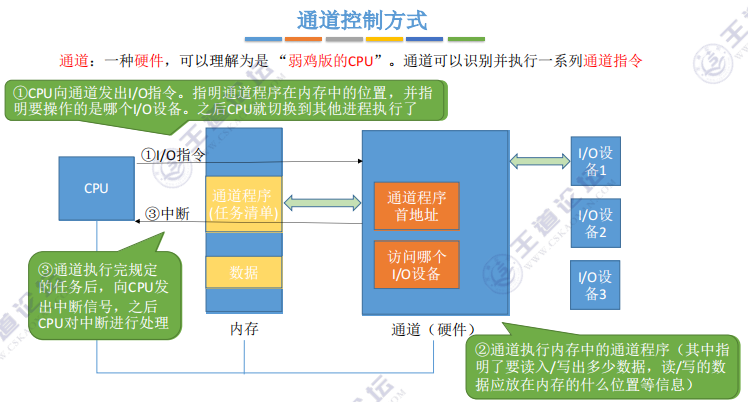 通道控制方式
通道：一种硬件，可以理解为是 “弱鸡版的CPU”。通道可以识别并执行一系列通道指令
①CPU向通道发出I/O指令。指明通道程序在内存中的位置，并指
明要操作的是哪个I/O设备。之后CPU就切换到其他进程执行了
①I/O指令
CPU
通道程序
(任务清单)
③中断
数据
内存
通道程序
首地址
访问哪个
I/O设备
通道（硬件）
I/O设
备1
I/O设
备2
I/O设
备3
③通道执行完规定
的任务后，向CPU发
出中断信号，之后
CPU对中断进行处理
②通道执行内存中的通道程序（其中指明
了要读入/写出多少数据，读/写的数
据应放在内存的什么位置等信息）
王道论坛
王道论坛